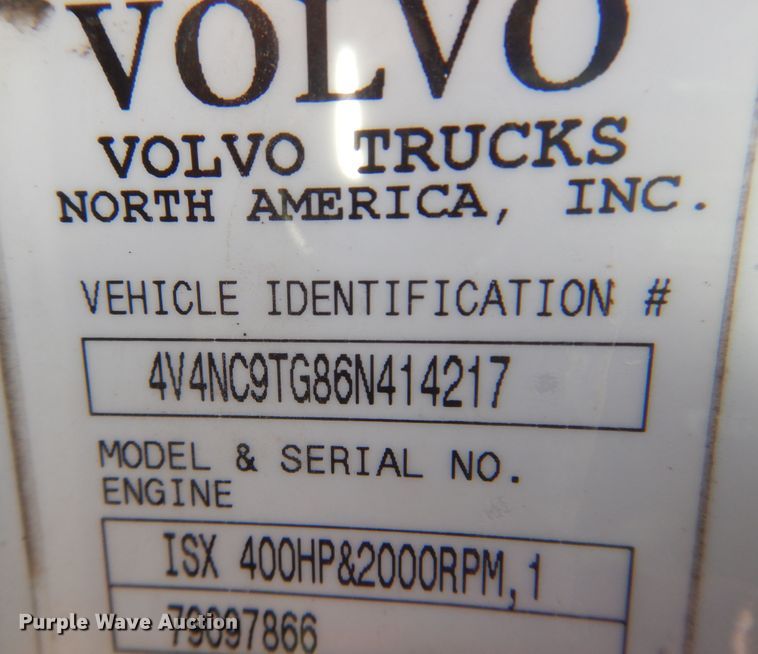 VOLVO
VOLVO TRUCKS
NORTH AMERICA, INC.
VEHICLE IDENTIFICATION #
4V4NC9TG86N414217
MODEL & SERIAL NO.
ENGINE
ISX 400HP&2000RPM,1
79097866
Purple Wave Auction